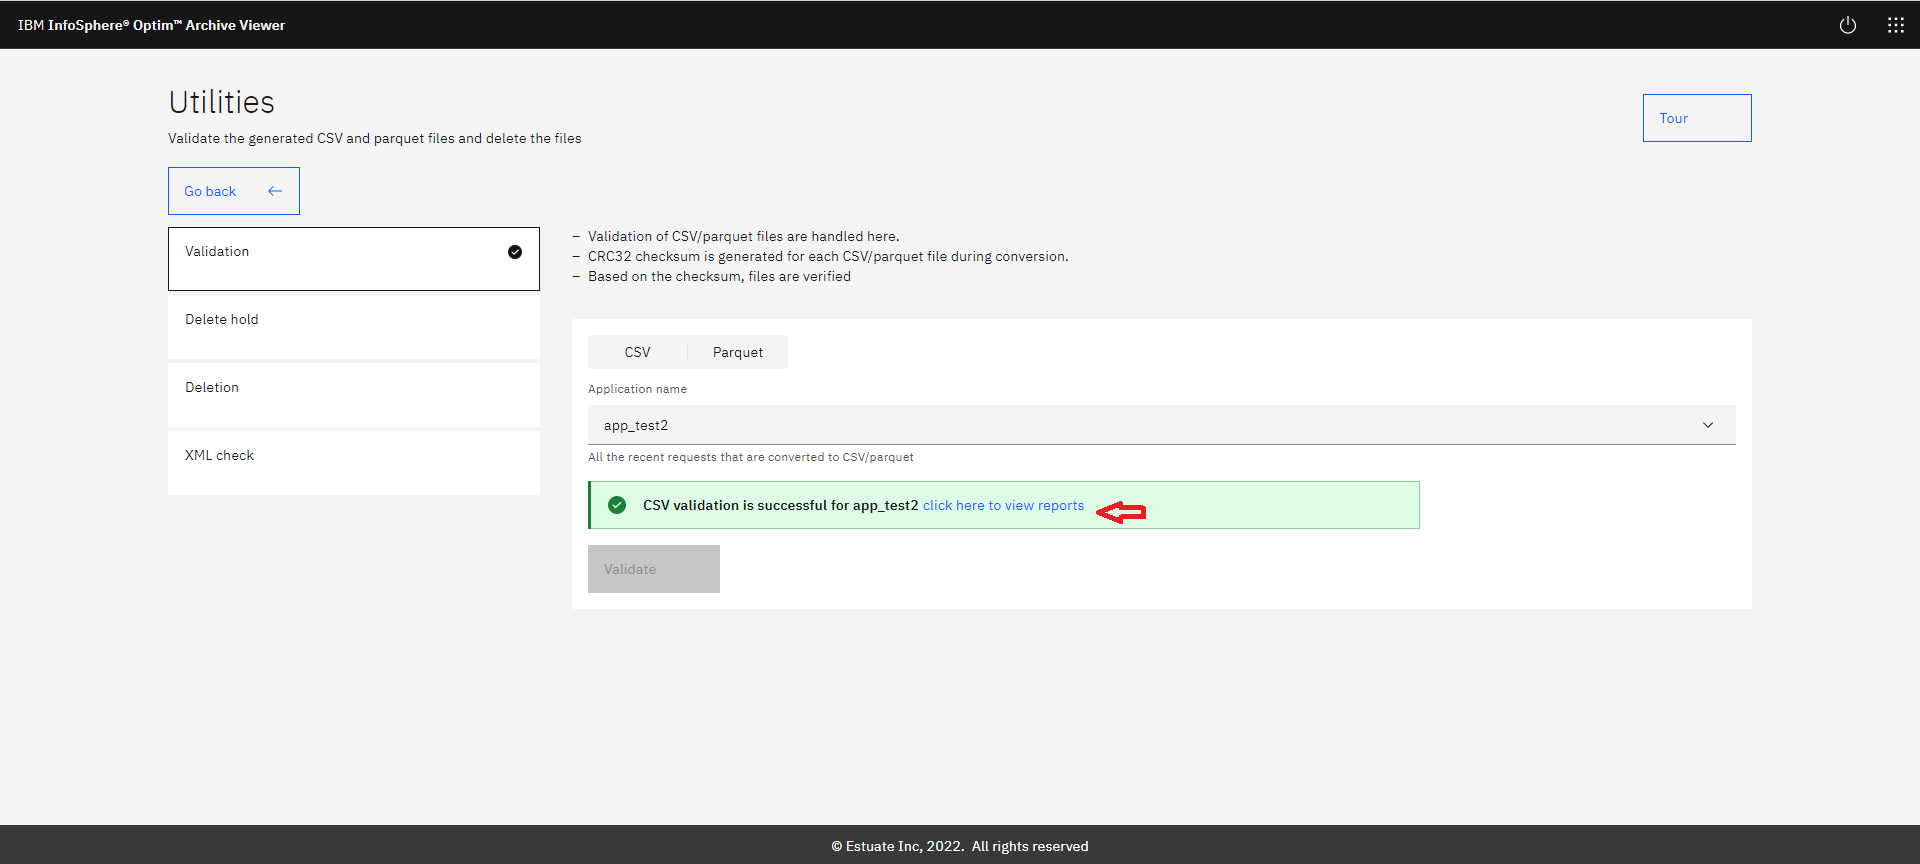 IBM InfoSphere® Optim™ Archive Viewer
Utilities
Validate the generated CSV and parquet files and delete the files
Tour
Go back
Validation
Delete hold
Deletion
XML check
– Validation of CSV/parquet files are handled here.
– CRC32 checksum is generated for each CSV/parquet file during conversion.
– Based on the checksum, files are verified
CSV Parquet
Application name
app_test2
All the recent requests that are converted to CSV/parquet
CSV validation is successful for app_test2 click here to view reports
Validate
© Estuate Inc, 2022. All rights reserved